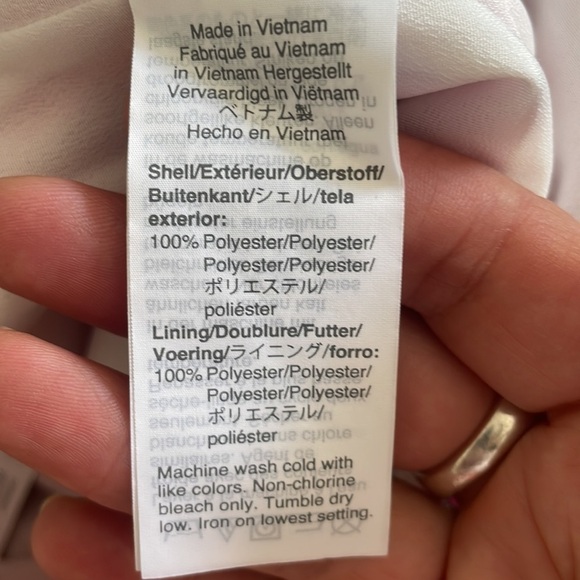 Made in Vietnam
Fabriqué au Vietnam
in Vietnam Hergestellt
Vervaardigd in Viëtnam
ベトナム製
Hecho en Vietnam
Shell/Extérieur/Oberstoff/
Buitenkant/シェル/tela
exterior:
100% Polyester/Polyester/
Polyester/Polyester/
ポリエステル/
poliéster
Lining/Doublure/Futter/
Voering/ライニング/forro:
100% Polyester/Polyester/
Polyester/Polyester/
ポリエステル/
poliéster
Machine wash cold with
like colors. Non-chlorine
bleach only. Tumble dry
low. Iron on lowest setting.